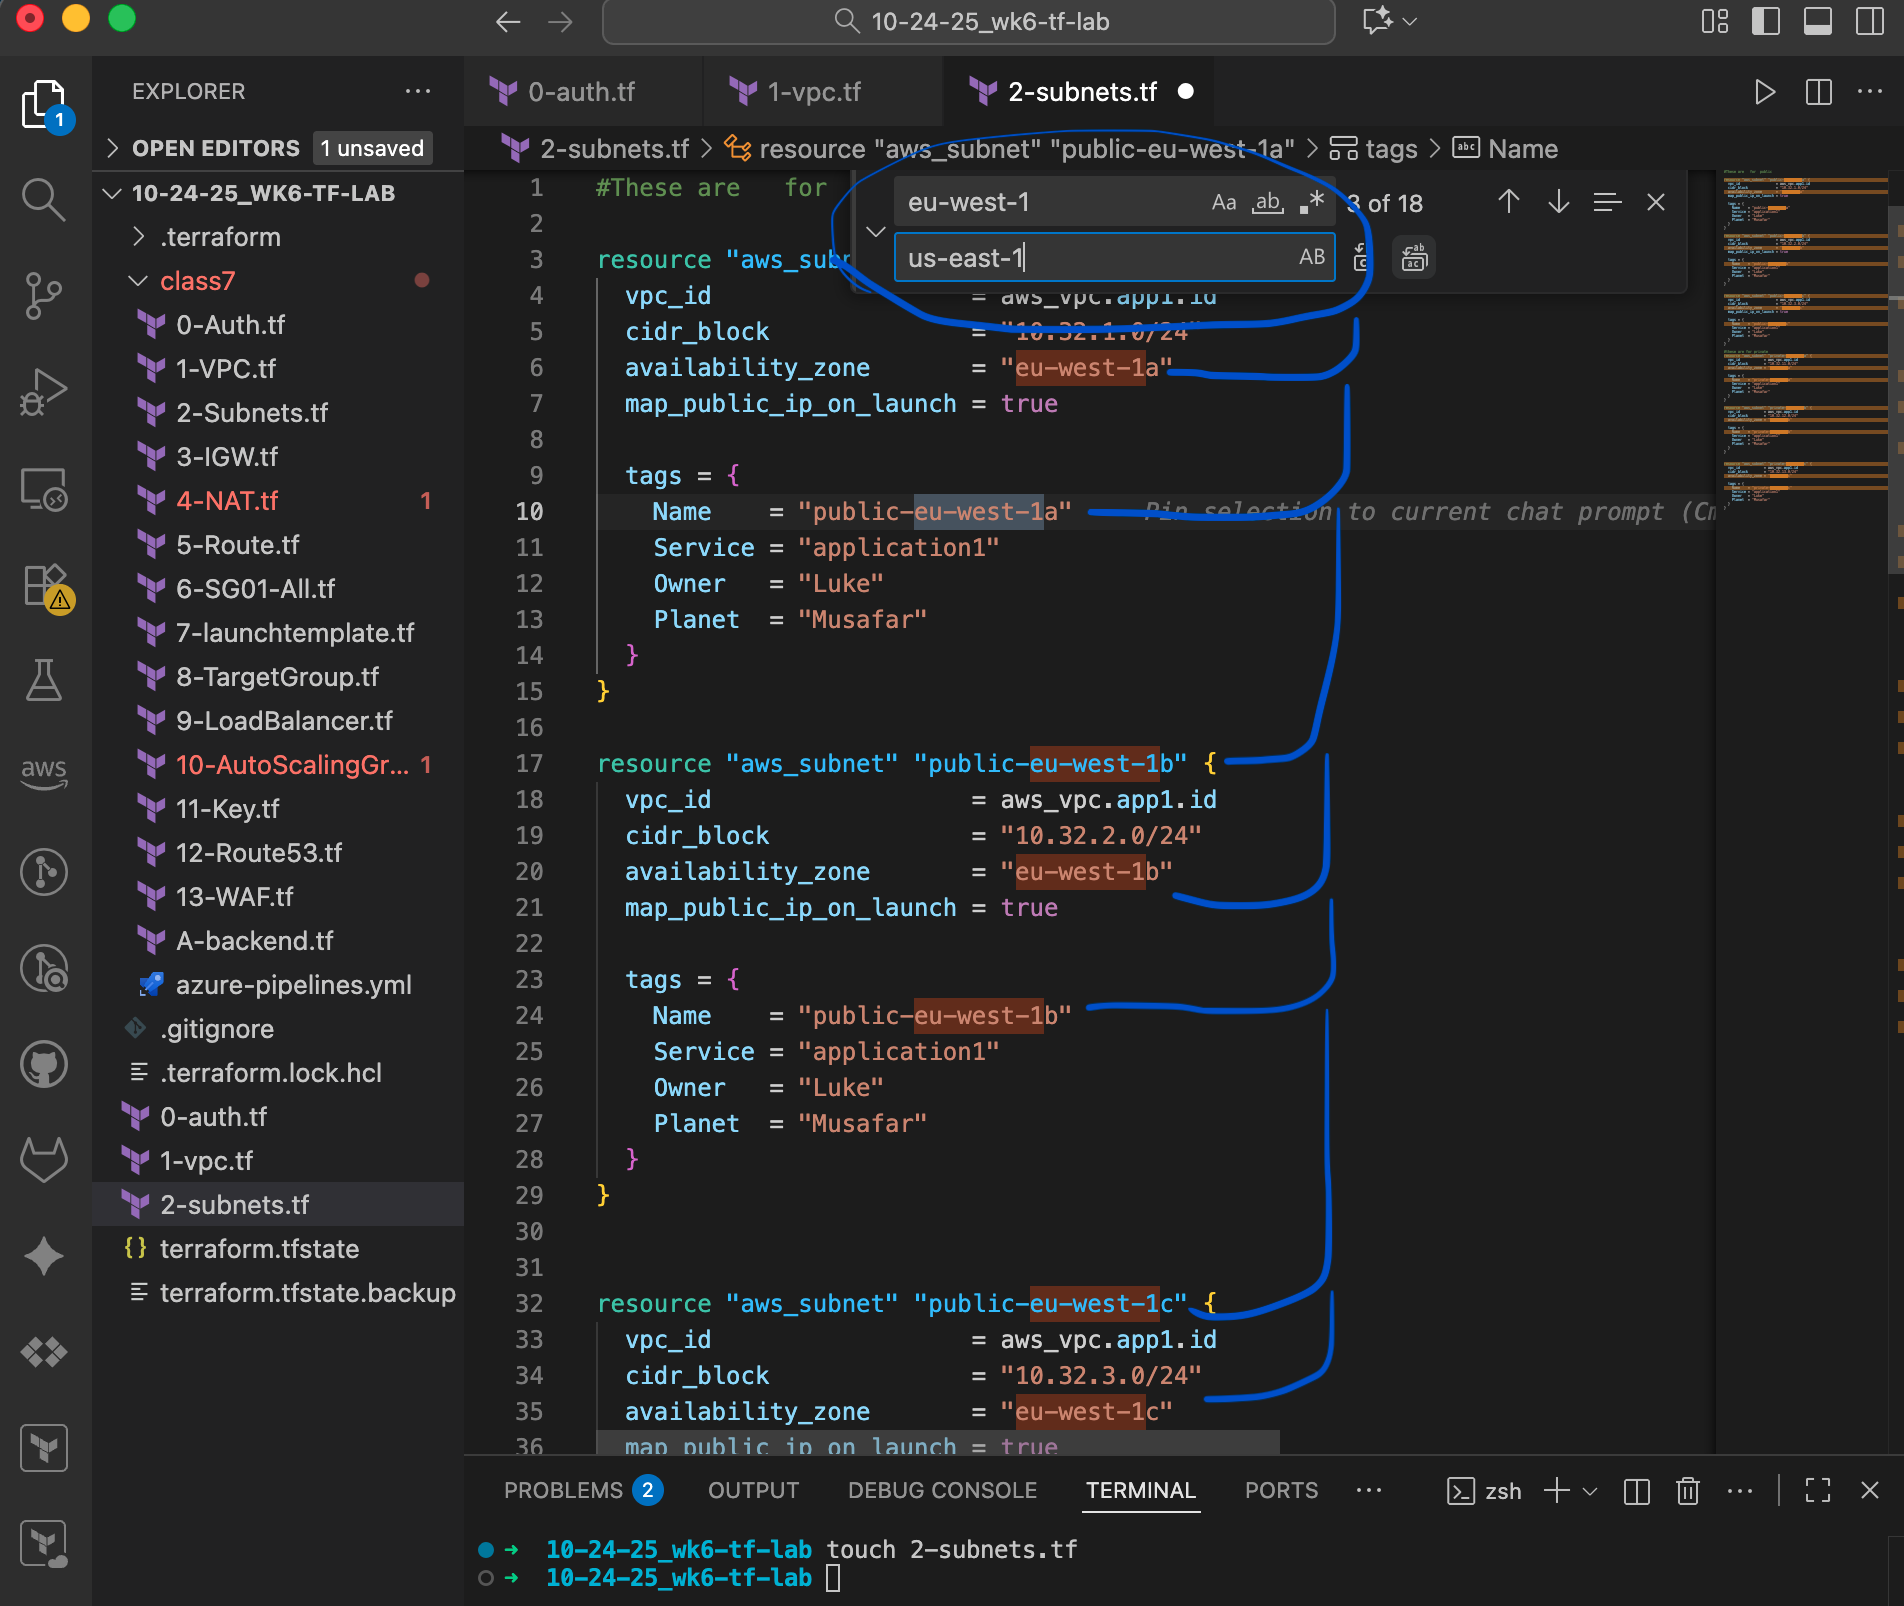 10-24-25_wk6-tf-lab
EXPLORER
1
OPEN EDITORS 1 unsaved
10-24-25_WK6-TF-LAB
.terraform
class7
0-Auth.tf
1-VPC.tf
2-Subnets.tf
3-IGW.tf
4-NAT.tf 1
5-Route.tf
6-SG01-All.tf
7-launchtemplate.tf
8-TargetGroup.tf
9-LoadBalancer.tf
10-AutoScalingGr... 1
11-Key.tf
12-Route53.tf
13-WAF.tf
A-backend.tf
azure-pipelines.yml
.gitignore
.terraform.lock.hcl
0-auth.tf
1-vpc.tf
2-subnets.tf
{} terraform.tfstate
terraform.tfstate.backup
aws
0-auth.tf 1-vpc.tf 2-subnets.tf
2-subnets.tf > resource "aws_subnet" "public-eu-west-1a" > tags > abc Name
eu-west-1 Aa ab .* 3 of 18
us-east-1 AB
1 #These are for
2
3 resource "aws_subn
4 vpc_id = aws_vpc.app1.id
5 cidr_block = "10.32.1.0/24"
6 availability_zone = "eu-west-1a"
7 map_public_ip_on_launch = true
8
9 tags = {
10 Name = "public-eu-west-1a" Pin selection to current chat prompt (Cm
11 Service = "application1"
12 Owner = "Luke"
13 Planet = "Musafar"
14 }
15 }
16
17 resource "aws_subnet" "public-eu-west-1b" {
18 vpc_id = aws_vpc.app1.id
19 cidr_block = "10.32.2.0/24"
20 availability_zone = "eu-west-1b"
21 map_public_ip_on_launch = true
22
23 tags = {
24 Name = "public-eu-west-1b"
25 Service = "application1"
26 Owner = "Luke"
27 Planet = "Musafar"
28 }
29 }
30
31
32 resource "aws_subnet" "public-eu-west-1c" {
33 vpc_id = aws_vpc.app1.id
34 cidr_block = "10.32.3.0/24"
35 availability_zone = "eu-west-1c"
36 map_public_ip_on_launch = true
PROBLEMS 2 OUTPUT DEBUG CONSOLE TERMINAL PORTS ... zsh
10-24-25_wk6-tf-lab touch 2-subnets.tf
10-24-25_wk6-tf-lab